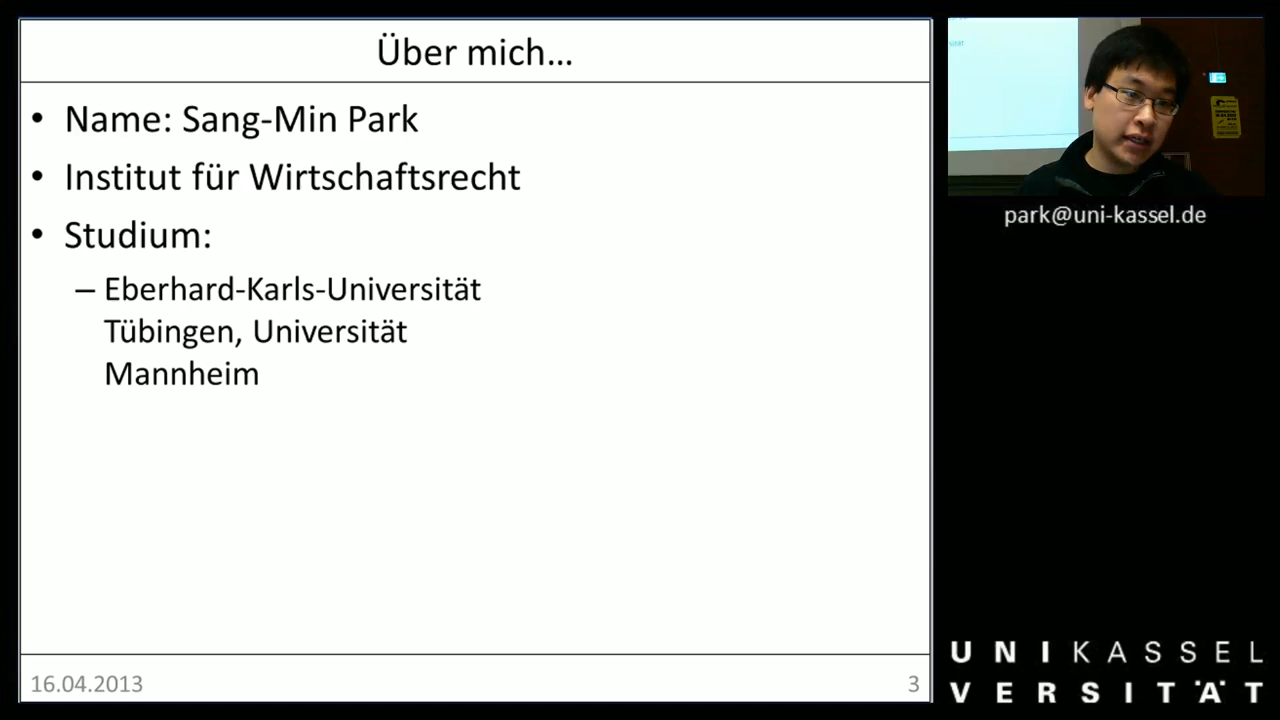 Über mich...
• Name: Sang-Min Park
• Institut für Wirtschaftsrecht
• Studium:
– Eberhard-Karls-Universität
Tübingen, Universität
Mannheim
16.04.2013
3
park@uni-kassel.de
UNIKASSEL
VERSITÄT